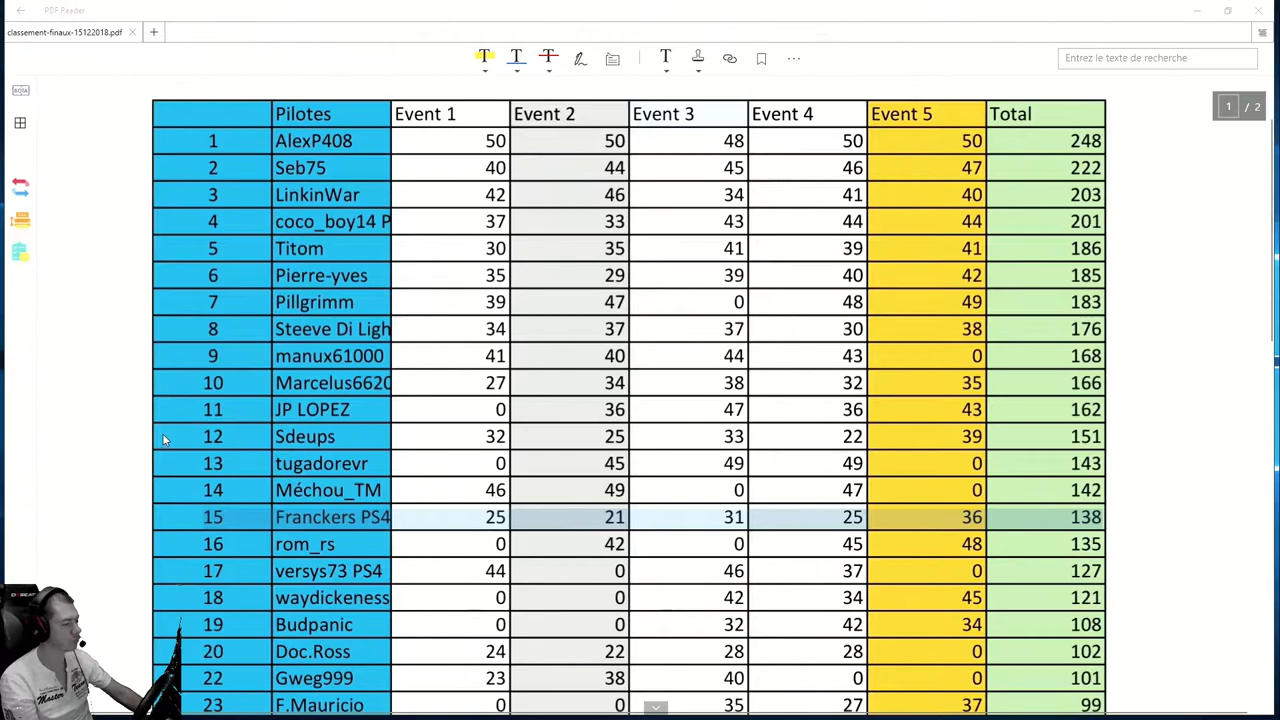 PDF Reader
classement-finaux-15122018.pdf
Entrez le texte de recherche
1 / 2
Pilotes Event 1 Event 2 Event 3 Event 4 Event 5 Total
1 AlexP408 50 50 48 50 50 248
2 Seb75 40 44 45 46 47 222
3 LinkinWar 42 46 34 41 40 203
4 coco_boy14 P 37 33 43 44 44 201
5 Titom 30 35 41 39 41 186
6 Pierre-yves 35 29 39 40 42 185
7 Pillgrimm 39 47 0 48 49 183
8 Steeve Di Ligh 34 37 37 30 38 176
9 manux61000 41 40 44 43 0 168
10 Marcelus6620 27 34 38 32 35 166
11 JP LOPEZ 0 36 47 36 43 162
12 Sdeups 32 25 33 22 39 151
13 tugadorevr 0 45 49 49 0 143
14 Méchou_TM 46 49 0 47 0 142
15 Franckers PS4 25 21 31 25 36 138
16 rom_rs 0 42 0 45 48 135
17 versys73 PS4 44 0 46 37 0 127
18 waydickeness 0 0 42 34 45 121
19 Budpanic 0 0 32 42 34 108
20 Doc.Ross 24 22 28 28 0 102
22 Gweg999 23 38 40 0 0 101
23 F.Mauricio 0 0 35 27 37 99
Master